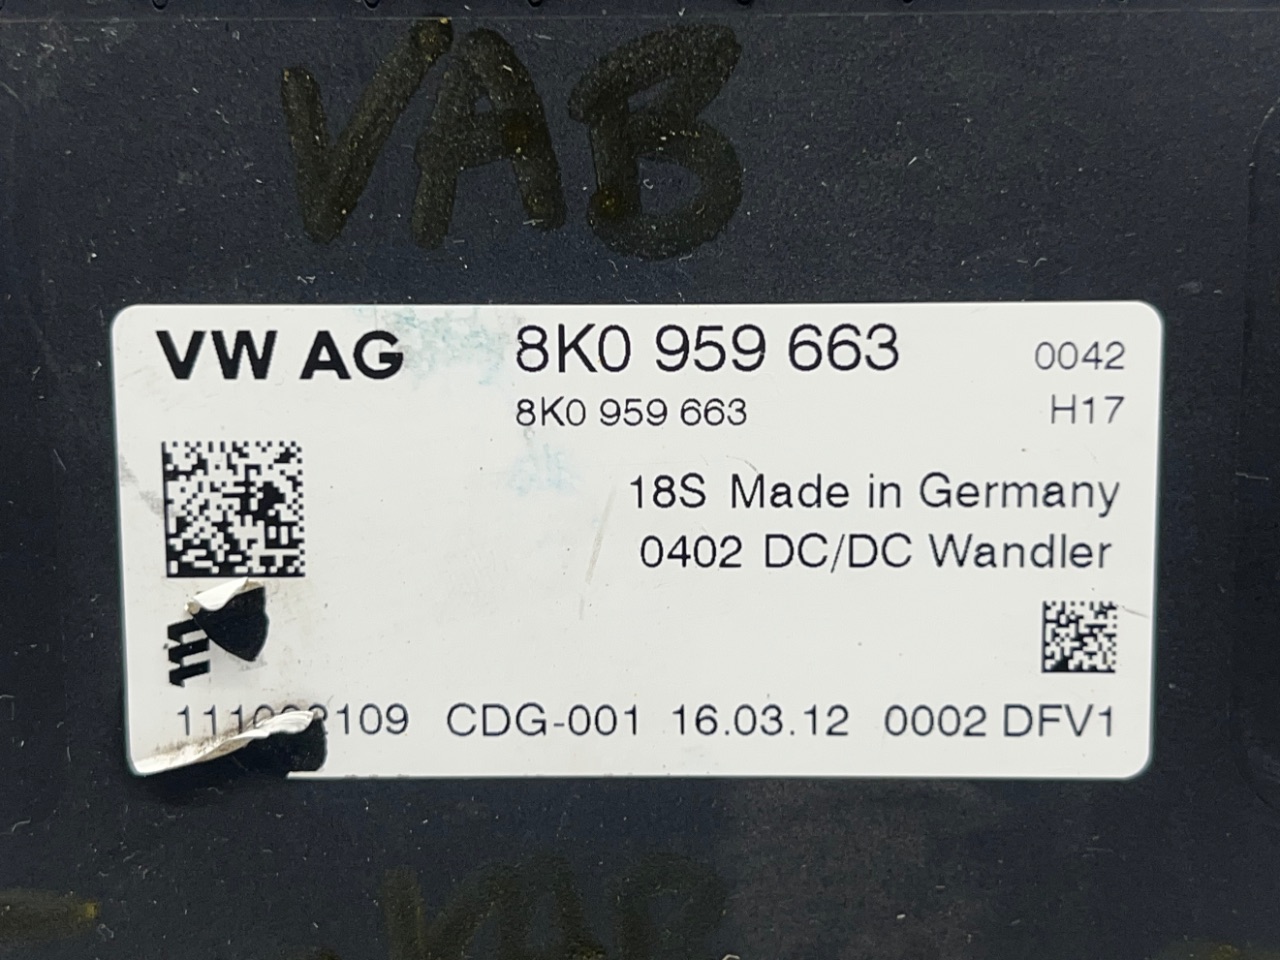 VAB
VW AG 8K0 959 663 0042
8K0 959 663 H17
18S Made in Germany
0402 DC/DC Wandler
CDG-001 16.03.12 0002 DFV1